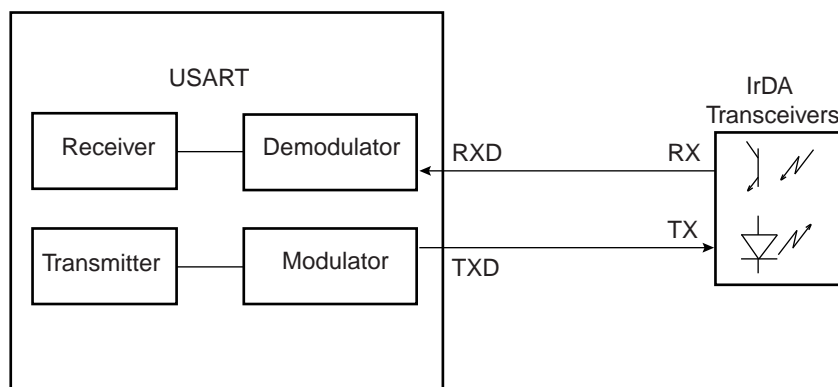 USART
IrDA
Transceivers
Receiver
Demodulator
RXD
RX
Transmitter
Modulator
TXD
TX